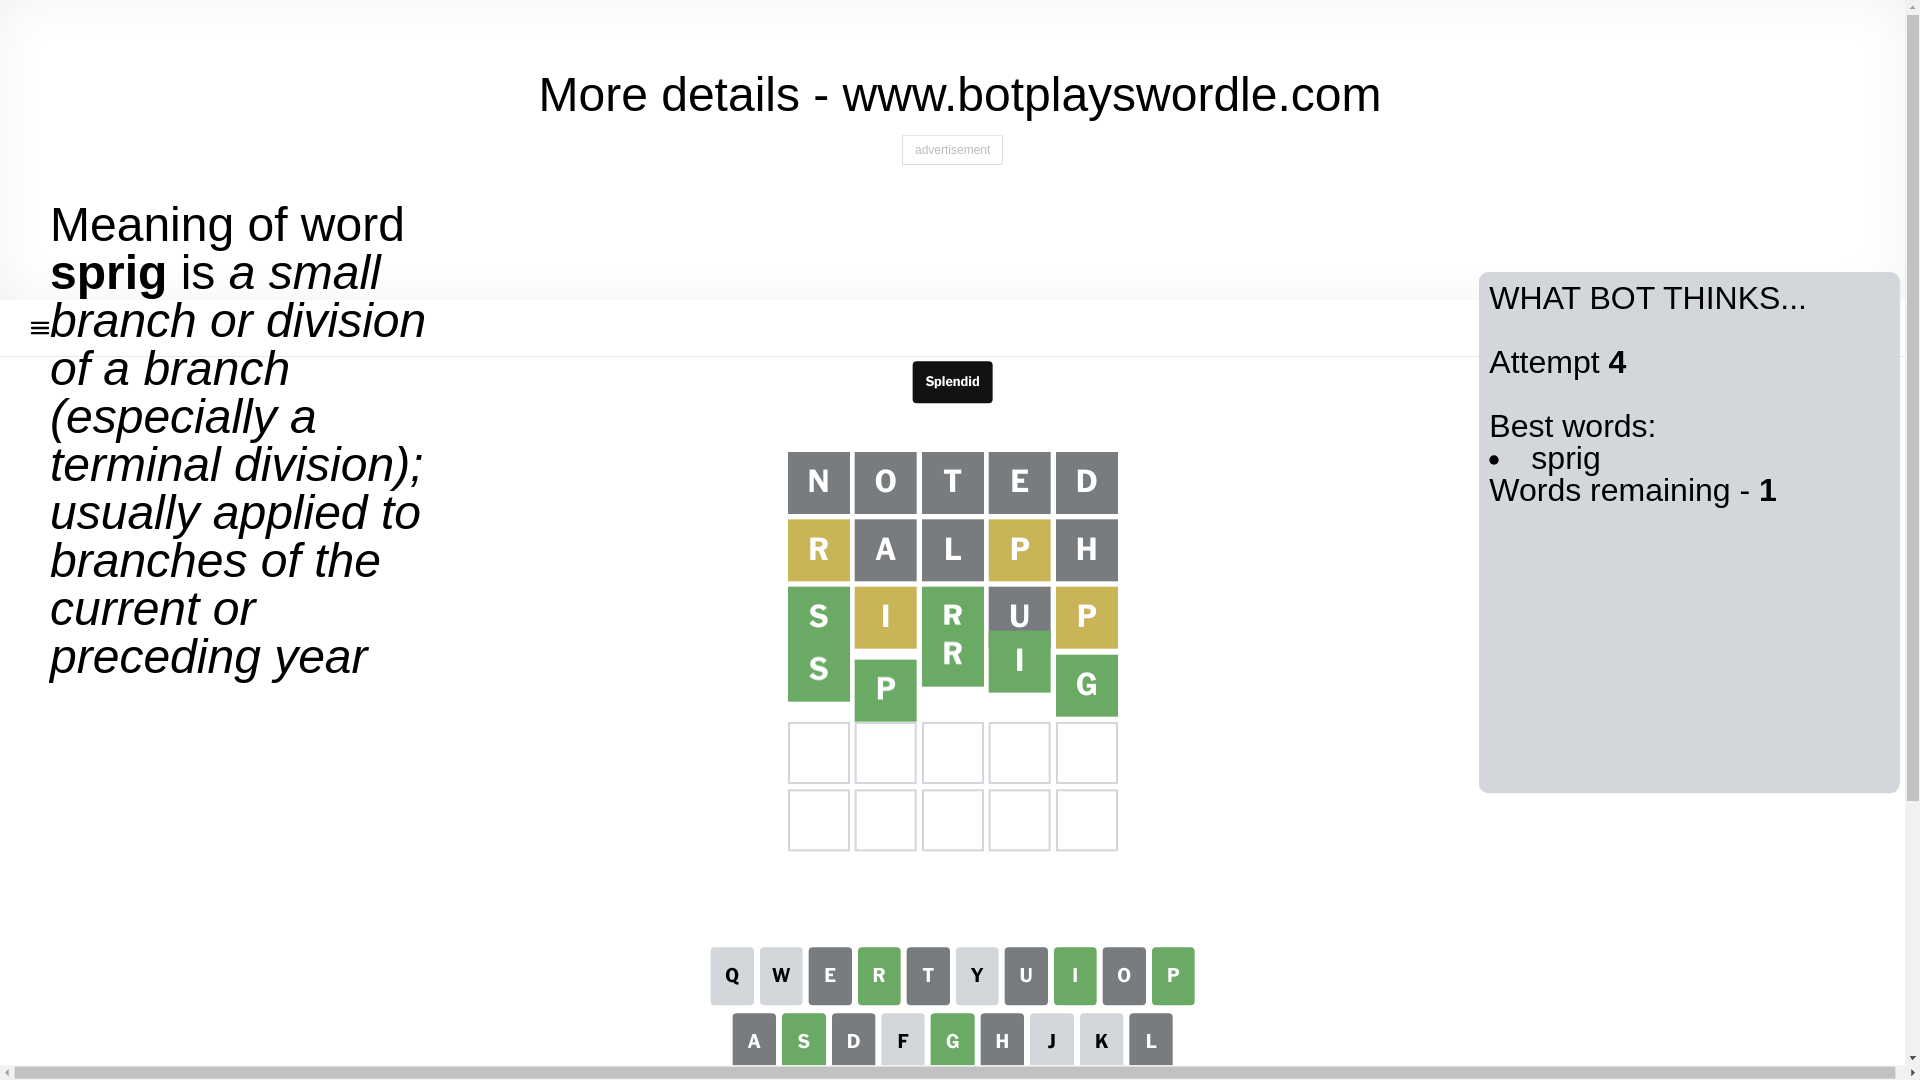 More details - www.botplayswordle.com
advertisement
Meaning of word
sprig is a small
branch or division
of a branch
(especially a
terminal division);
usually applied to
branches of the
current or
preceding year
WHAT BOT THINKS...
Attempt 4
Best words:
• sprig
Words remaining - 1
Splendid
N O T E D
R A L P H
S I R U P
S P R I G
Q W E R T Y U I O P
A S D F G H J K L